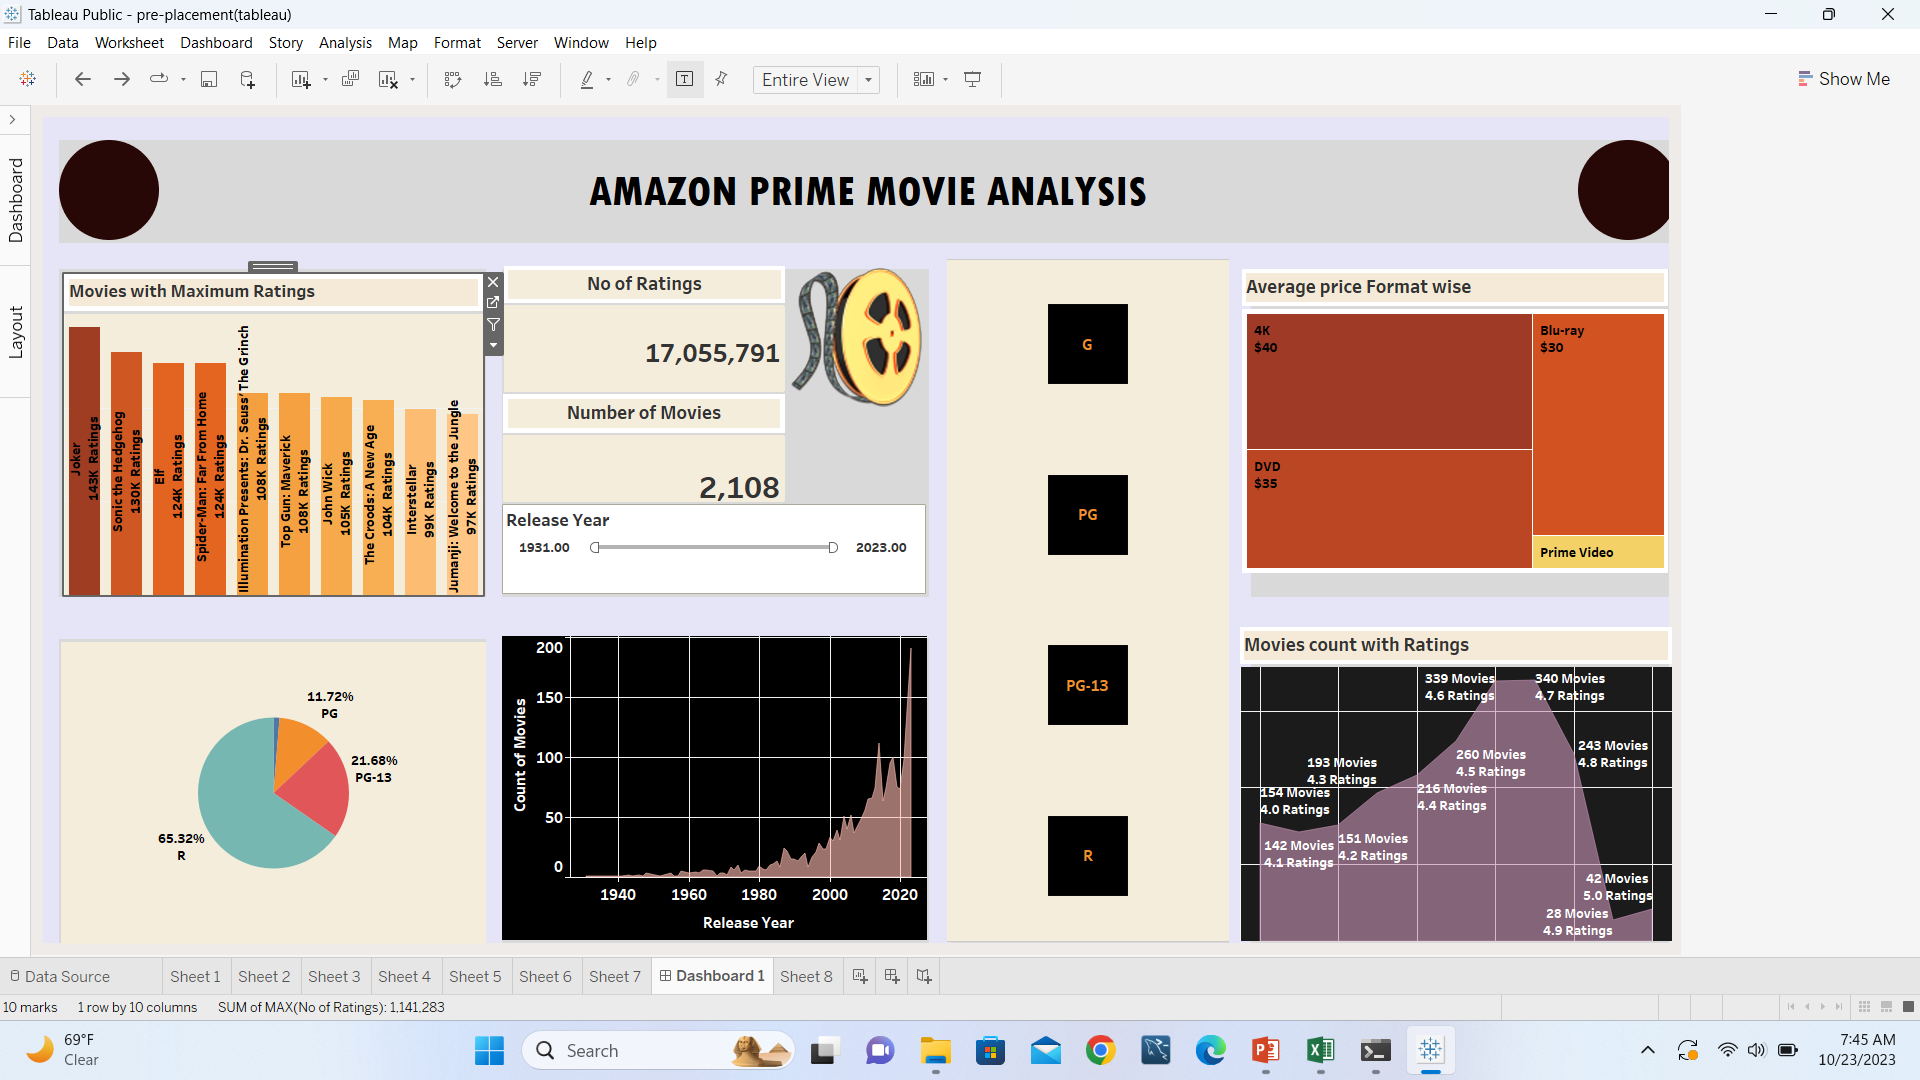 Tableau Public - pre-placement(tableau)
File Data Worksheet Dashboard Story Analysis Map Format Server Window Help
Entire View
Show Me
Dashboard
Layout
AMAZON PRIME MOVIE ANALYSIS
Movies with Maximum Ratings
Joker
143K Ratings
Sonic the Hedgehog
130K Ratings
Elf
124K Ratings
Spider-Man: Far From Home
124K Ratings
Illumination Presents: Dr. Seuss' The Grinch
108K Ratings
Top Gun: Maverick
108K Ratings
John Wick
105K Ratings
The Croods: A New Age
104K Ratings
Interstellar
99K Ratings
Jumanji: Welcome to the Jungle
97K Ratings
No of Ratings
17,055,791
Number of Movies
2,108
Release Year
1931.00
2023.00
G
PG
PG-13
R
Average price Format wise
4K
$40
DVD
$35
Blu-ray
$30
Prime Video
11.72%
PG
21.68%
PG-13
65.32%
R
Count of Movies
200
150
100
50
0
1940 1960 1980 2000 2020
Release Year
Movies count with Ratings
339 Movies
4.6 Ratings
340 Movies
4.7 Ratings
243 Movies
4.8 Ratings
260 Movies
4.5 Ratings
193 Movies
4.3 Ratings
154 Movies
4.0 Ratings
216 Movies
4.4 Ratings
142 Movies
4.1 Ratings
151 Movies
4.2 Ratings
42 Movies
5.0 Ratings
28 Movies
4.9 Ratings
Data Source Sheet 1 Sheet 2 Sheet 3 Sheet 4 Sheet 5 Sheet 6 Sheet 7 Dashboard 1 Sheet 8
10 marks 1 row by 10 columns SUM of MAX(No of Ratings): 1,141,283
69°F
Clear
Search
7:45 AM
10/23/2023